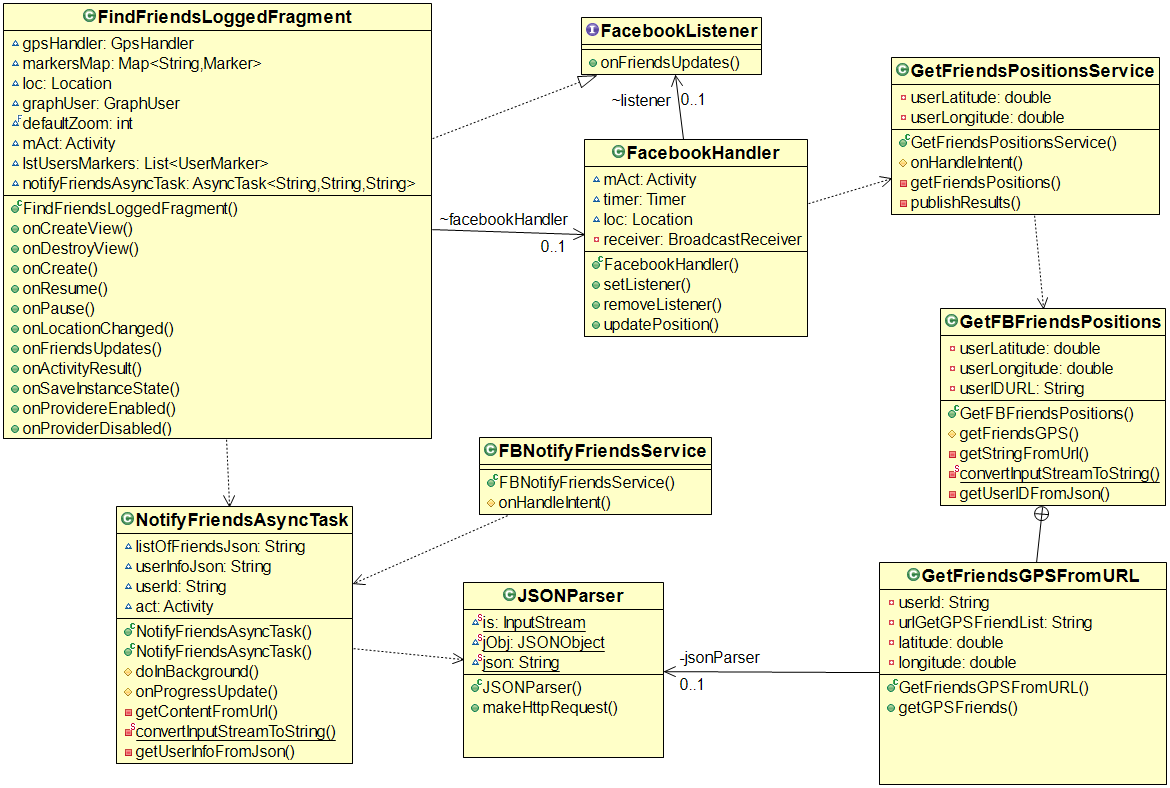 FindFriendsLoggedFragment
gpsHandler: GpsHandler
markersMap: Map<String,Marker>
loc: Location
graphUser: GraphUser
defaultZoom: int
mAct: Activity
lstUsersMarkers: List<UserMarker>
notifyFriendsAsyncTask: AsyncTask<String,String,String>
FindFriendsLoggedFragment()
onCreateView()
onDestroyView()
onCreate()
onResume()
onPause()
onLocationChanged()
onFriendsUpdates()
onActivityResult()
onSaveInstanceState()
onProvidereEnabled()
onProviderDisabled()
FacebookListener
onFriendsUpdates()
~listener
0..1
GetFriendsPositionsService
userLatitude: double
userLongitude: double
GetFriendsPositionsService()
onHandleIntent()
getFriendsPositions()
publishResults()
FacebookHandler
mAct: Activity
timer: Timer
loc: Location
receiver: BroadcastReceiver
FacebookHandler()
setListener()
removeListener()
updatePosition()
~facebookHandler
0..1
GetFBFriendsPositions
userLatitude: double
userLongitude: double
userIDURL: String
GetFBFriendsPositions()
getFriendsGPS()
getStringFromUrl()
convertInputStreamToString()
getUserIDFromJson()
FBNotifyFriendsService
FBNotifyFriendsService()
onHandleIntent()
NotifyFriendsAsyncTask
listOfFriendsJson: String
userInfoJson: String
userId: String
act: Activity
NotifyFriendsAsyncTask()
NotifyFriendsAsyncTask()
doInBackground()
onProgressUpdate()
getContentFromUrl()
convertInputStreamToString()
getUserInfoFromJson()
JSONParser
is: InputStream
jObj: JSONObject
json: String
JSONParser()
makeHttpRequest()
-jsonParser
0..1
GetFriendsGPSFromURL
userId: String
urlGetGPSFriendList: String
latitude: double
longitude: double
GetFriendsGPSFromURL()
getGPSFriends()